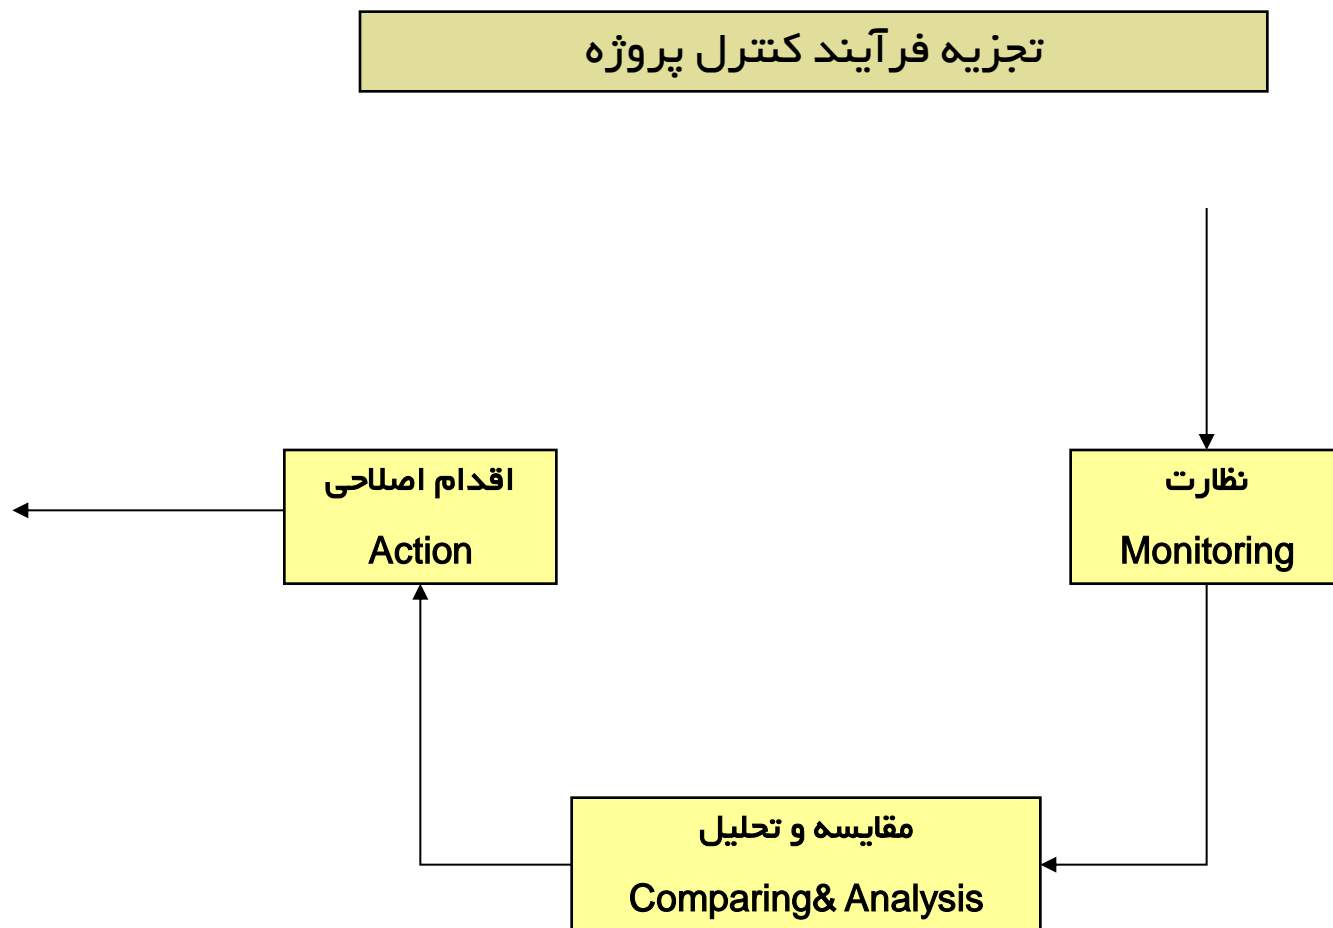 تجزیه فرآیند کنترل پروژه
نظارت
Monitoring
اقدام اصلاحی
Action
مقایسه و تحلیل
Comparing& Analysis